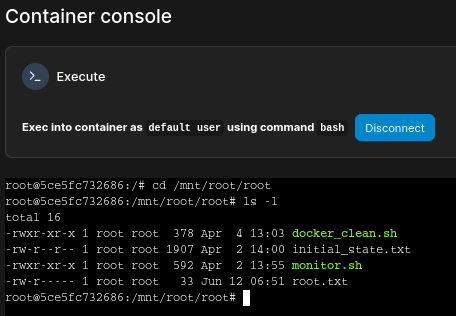 Container console
>_ Execute
Exec into container as default user using command bash Disconnect
root@5ce5fc732686:/# cd /mnt/root/root
root@5ce5fc732686:/mnt/root/root# ls -l
total 16
-rwxr-xr-x 1 root root  378 Apr  4 13:03 docker_clean.sh
-rw-r--r-- 1 root root 1907 Apr  2 14:00 initial_state.txt
-rwxr-xr-x 1 root root  592 Apr  2 13:55 monitor.sh
-rw-r----- 1 root root   33 Jun 12 06:51 root.txt
root@5ce5fc732686:/mnt/root/root#